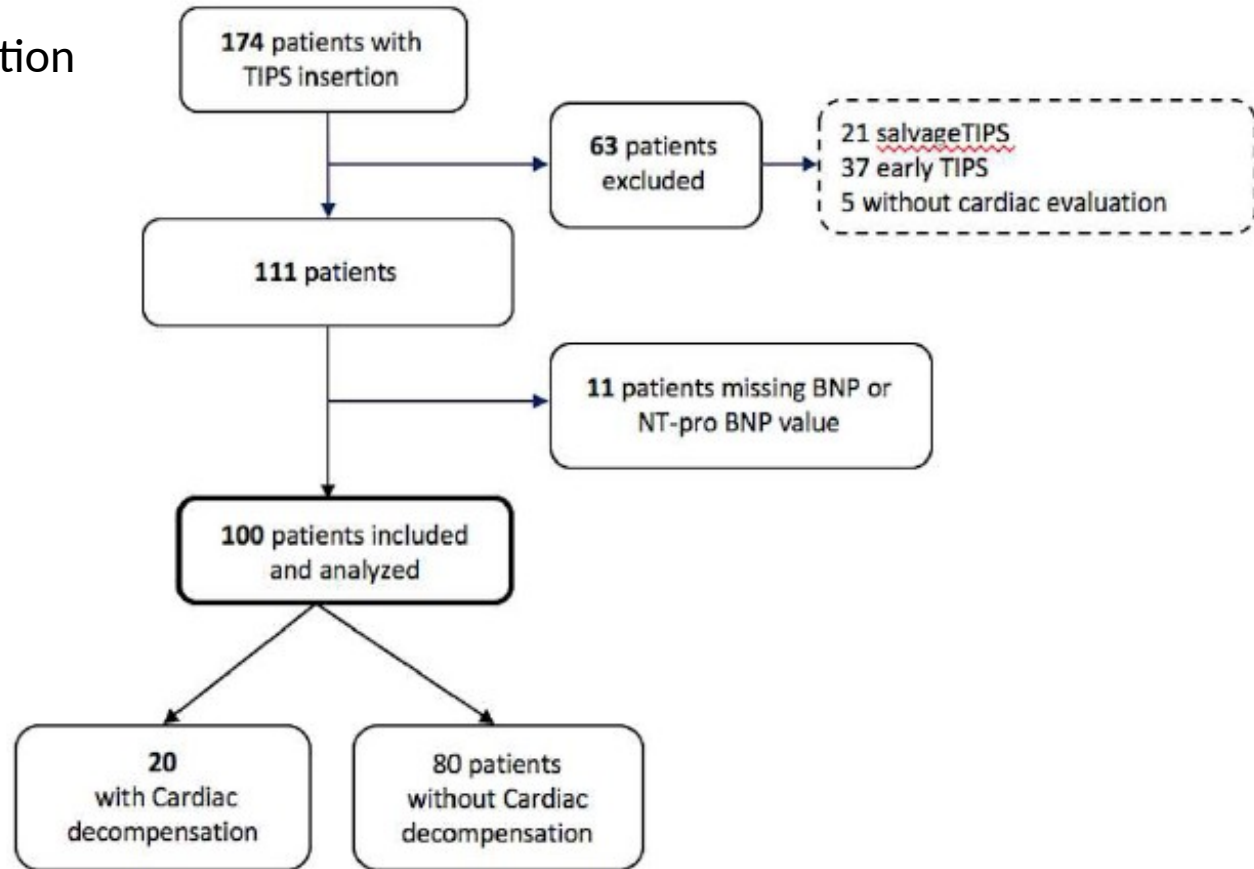 tion
174 patients with
TIPS insertion
63 patients
excluded
21 salvageTIPS
37 early TIPS
5 without cardiac evaluation
111 patients
11 patients missing BNP or
NT-pro BNP value
100 patients included
and analyzed
20
with Cardiac
decompensation
80 patients
without Cardiac
decompensation